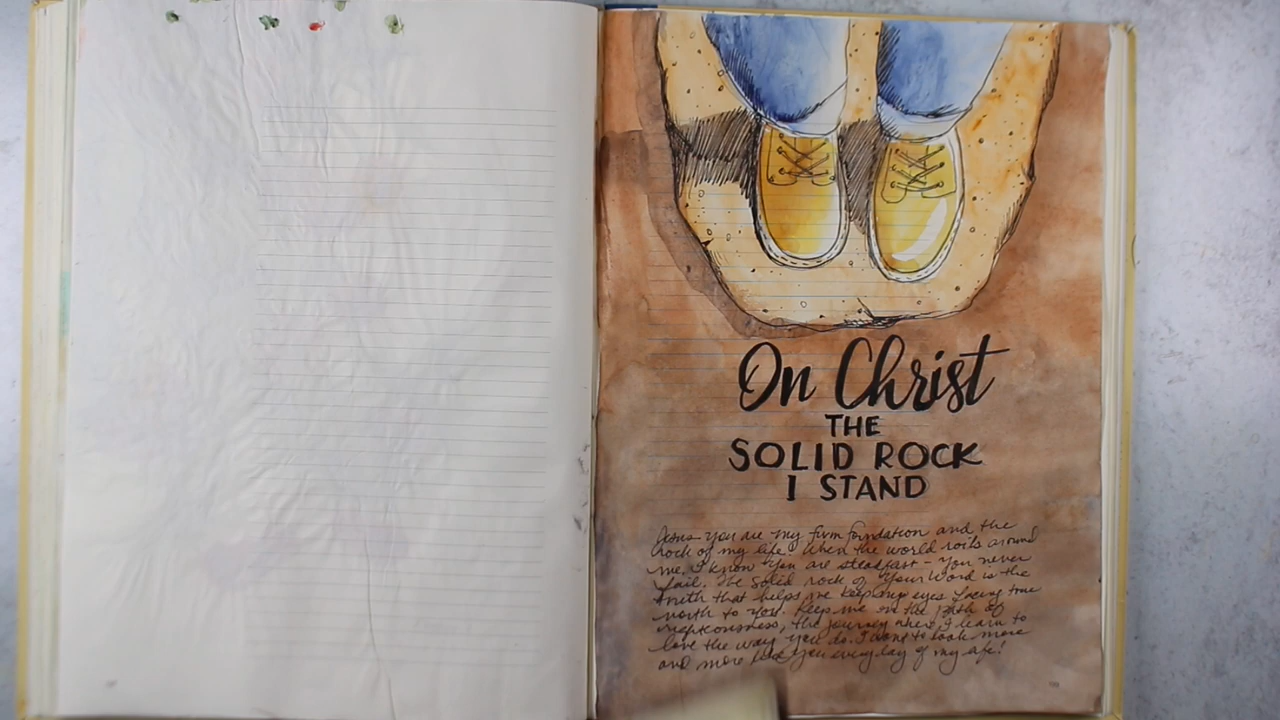 On Christ
THE
SOLID ROCK
I STAND
Jesus you are my firm foundation and the
rock of my life! When the world roils around
me, I know You are steadfast - you never
fail. The solid rock of Your Word is the
truth that helps me keep my eyes facing true
north to You. Keep me on the path of
righteousness, the journey where I learn to
love the way you do. I want to look more
and more like you everyday of my life!